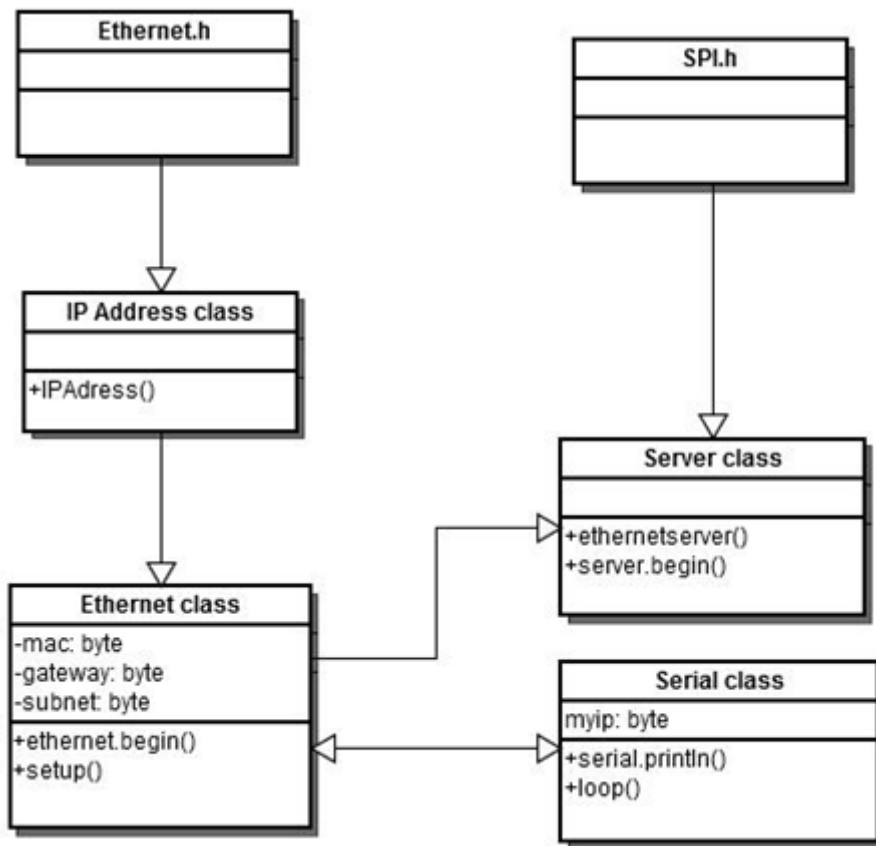 Ethernet.h
SPI.h
IP Address class
+IPAdress()
Server class
+ethernetserver()
+server.begin()
Ethernet class
-mac: byte
-gateway: byte
-subnet: byte
+ethernet.begin()
+setup()
Serial class
myip: byte
+serial.println()
+loop()